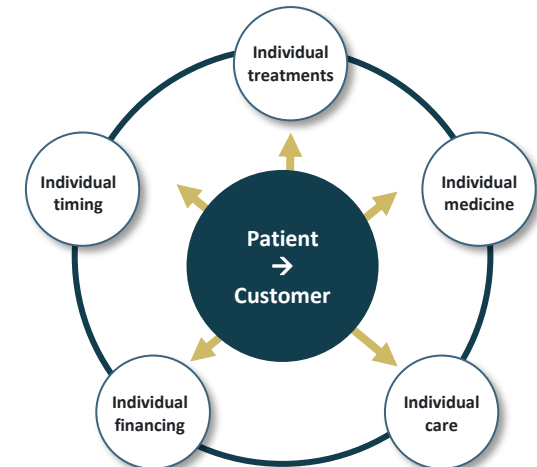 Individual
treatments
Individual
timing
Individual
medicine
Patient
→
Customer
Individual
financing
Individual
care